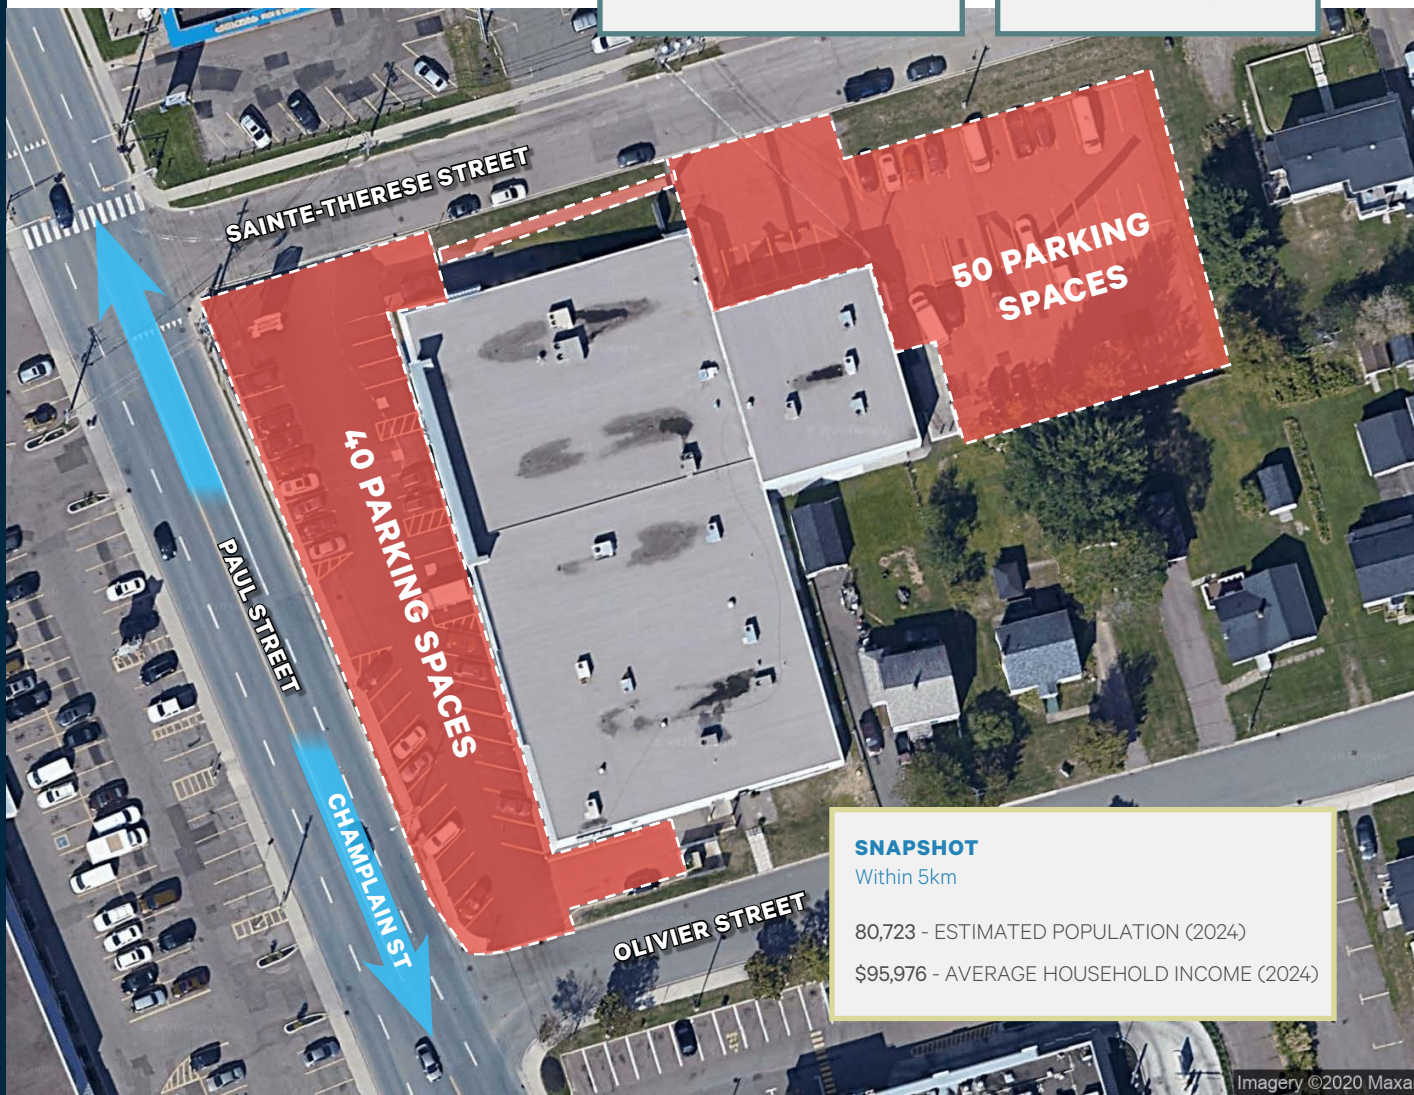 SAINTE-THERESE STREET
50 PARKING
SPACES
40 PARKING SPACES
PAUL STREET
CHAMPLAIN ST
OLIVIER STREET
SNAPSHOT
Within 5km
80,723 - ESTIMATED POPULATION (2024)
$95,976 - AVERAGE HOUSEHOLD INCOME (2024)
Imagery ©2020 Maxa